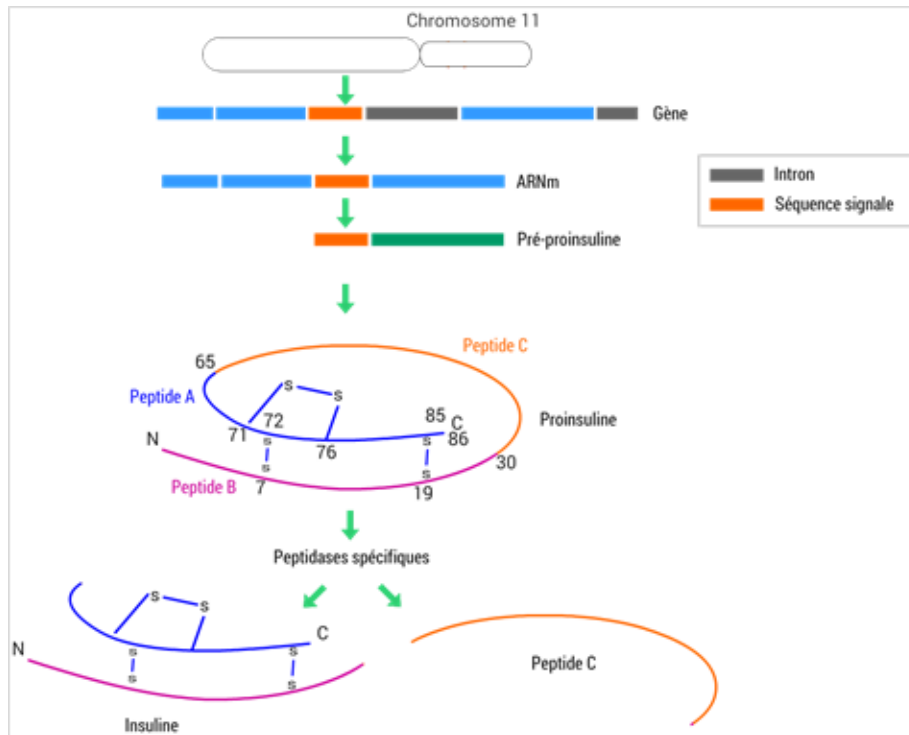 Chromosome 11
Gène
ARNm
Intron
Séquence signale
Pré-proinsuline
Peptide C
65
Peptide A
S
S
72
85
C
N
71
76
86
Proinsuline
S
S
S
S
30
Peptide B
7
19
Peptidases spécifiques
S
S
C
N
S
S
S
S
Peptide C
Insuline